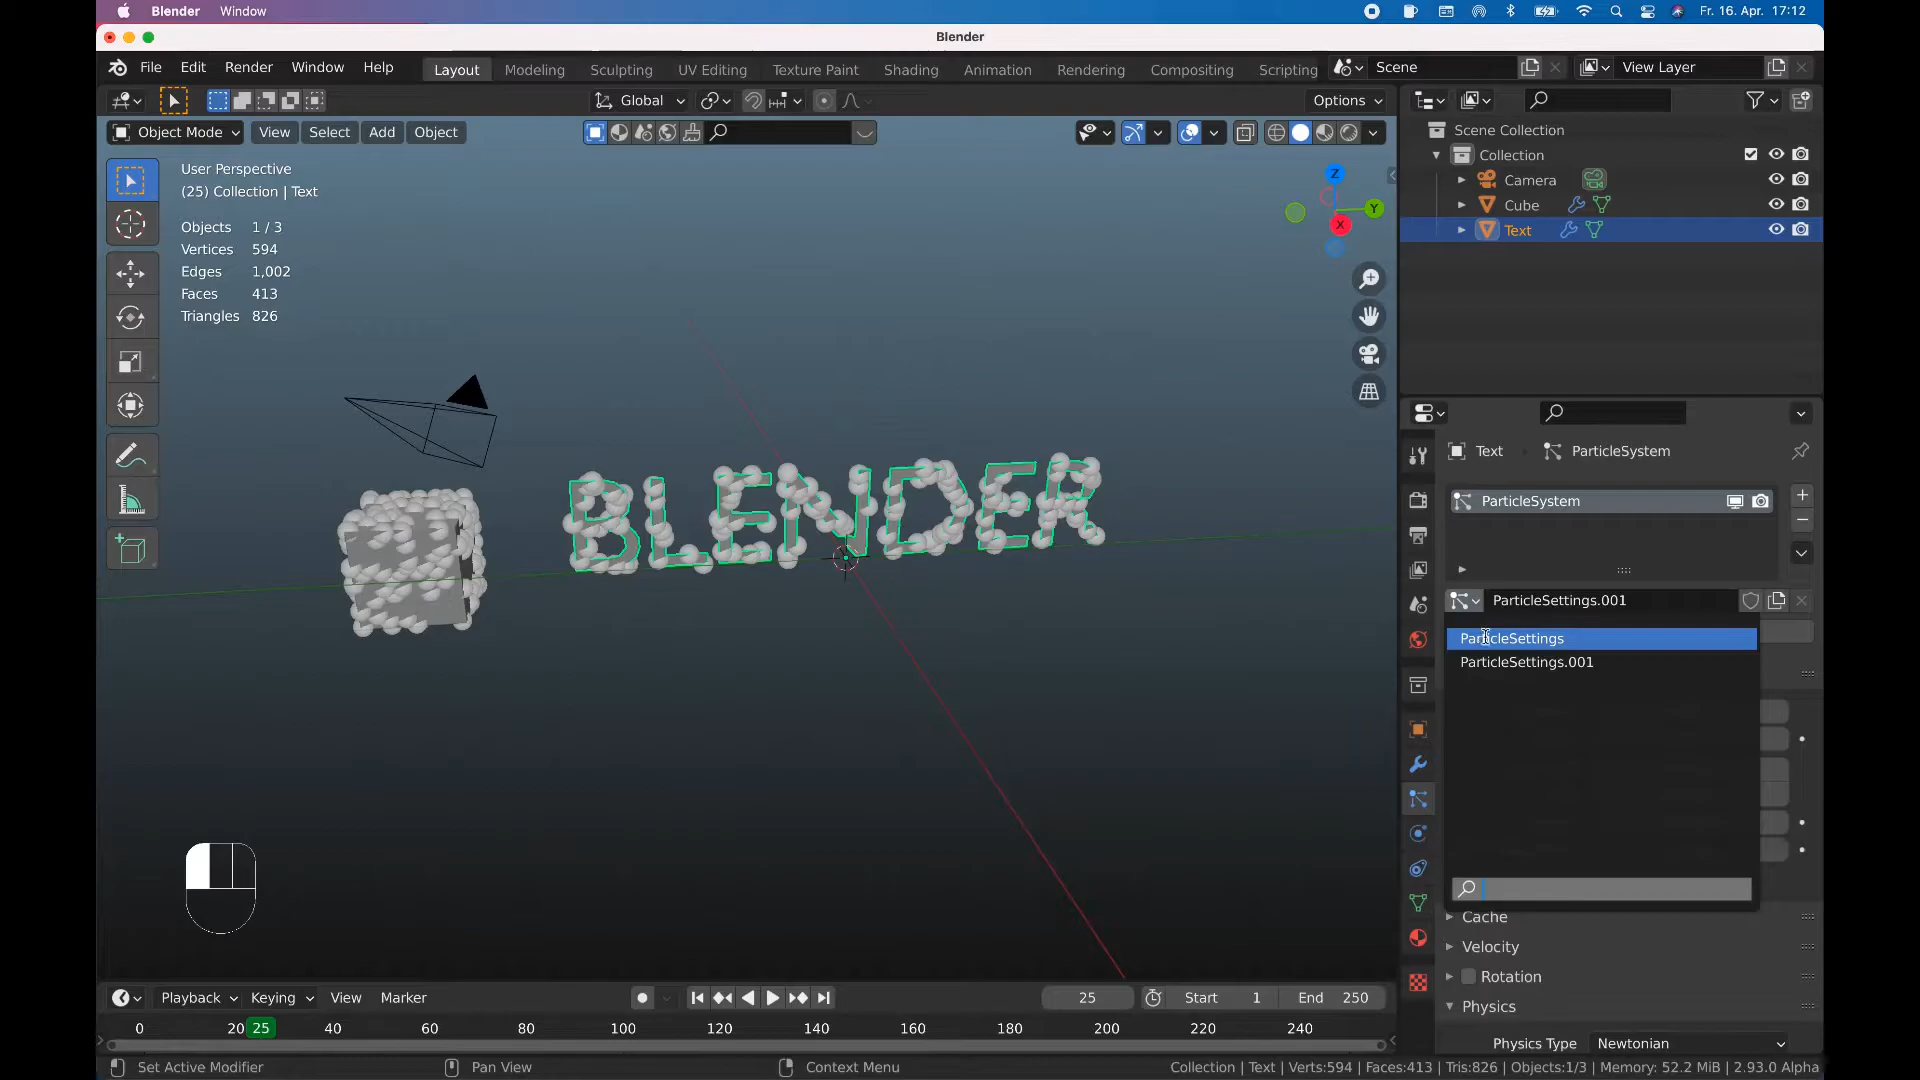 Blender Window Fr. 16. Apr. 17:12
Blender
File Edit Render Window Help Layout Modeling Sculpting UV Editing Texture Paint Shading Animation Rendering Compositing Scripting Scene View Layer
Global Options
Object Mode View Select Add Object
User Perspective
(25) Collection | Text
Objects 1 / 3
Vertices 594
Edges 1,002
Faces 413
Triangles 826
Z
Y
X
BLENDER
Scene Collection
Collection
Camera
Cube
Text
Text ParticleSystem
ParticleSystem
ParticleSettings.001
ParticleSettings
ParticleSettings.001
Cache
Velocity
Rotation
Physics
Physics Type Newtonian
Playback Keying View Marker 25 Start 1 End 250
0 20 25 40 60 80 100 120 140 160 180 200 220 240
Set Active Modifier Pan View Context Menu Collection | Text | Verts:594 | Faces:413 | Tris:826 | Objects:1/3 | Memory: 52.2 MiB | 2.93.0 Alpha